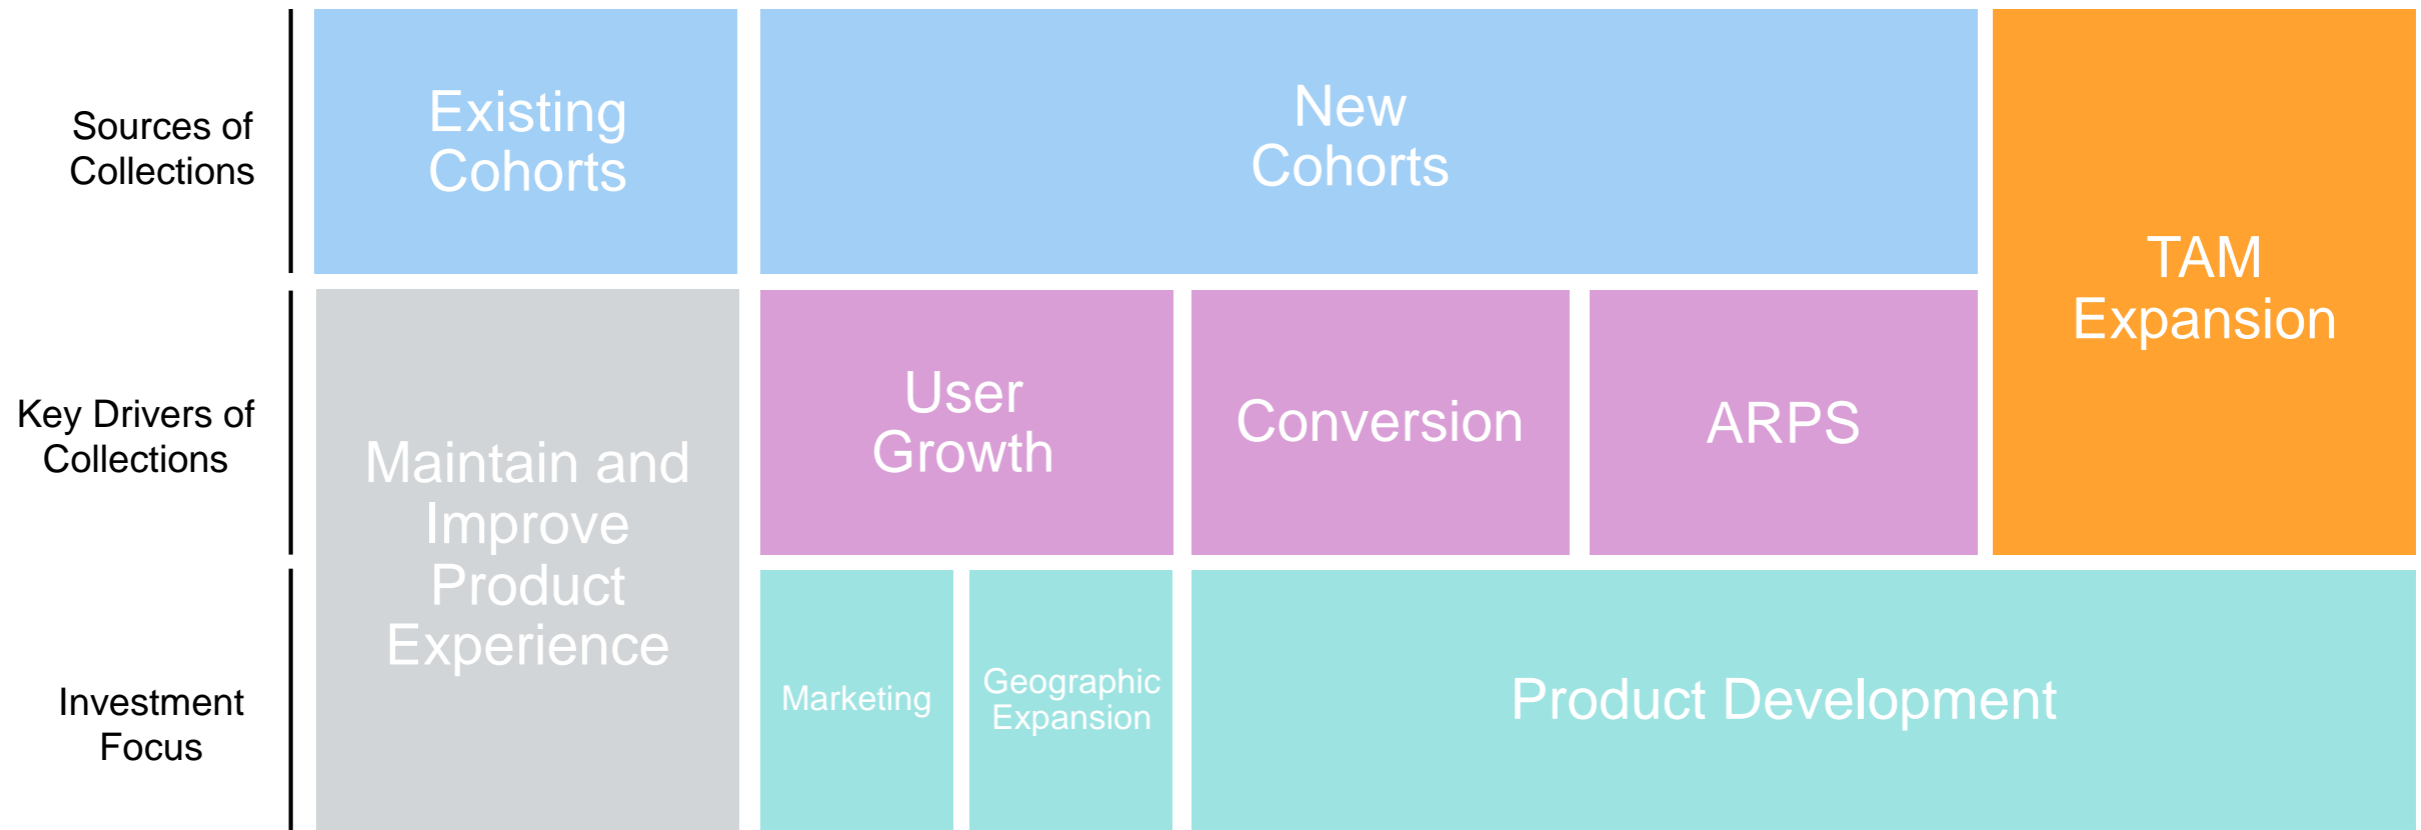 Sources of
Collections
Existing
Cohorts
New
Cohorts
TAM
Expansion
Key Drivers of
Collections
Maintain and
Improve
Product
Experience
User
Growth
Conversion
ARPS
Investment
Focus
Marketing
Geographic
Expansion
Product Development